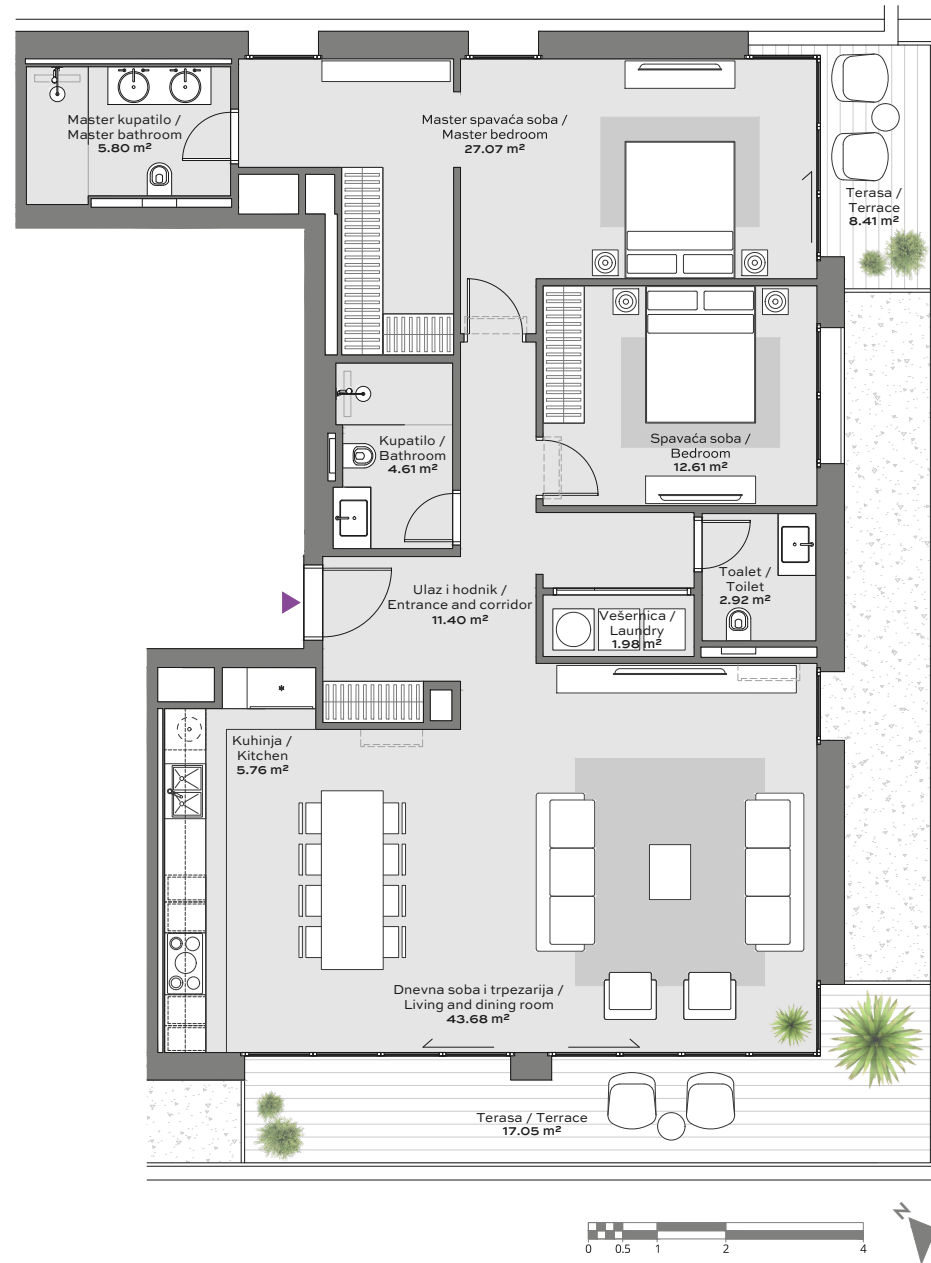 Master kupatilo /
Master bathroom
5.80 m²
Master spavaća soba /
Master bedroom
27.07 m²
Terasa /
Terrace
8.41 m²
Kupatilo /
Bathroom
4.61 m²
Spavaća soba /
Bedroom
12.61 m²
Ulaz i hodnik /
Entrance and corridor
11.40 m²
Toalet /
Toilet
2.92 m²
Vešernica /
Laundry
1.98 m²
Kuhinja /
Kitchen
5.76 m²
Dnevna soba i trpezarija /
Living and dining room
43.68 m²
Terasa / Terrace
17.05 m²
0 0.5 1 2 4
N